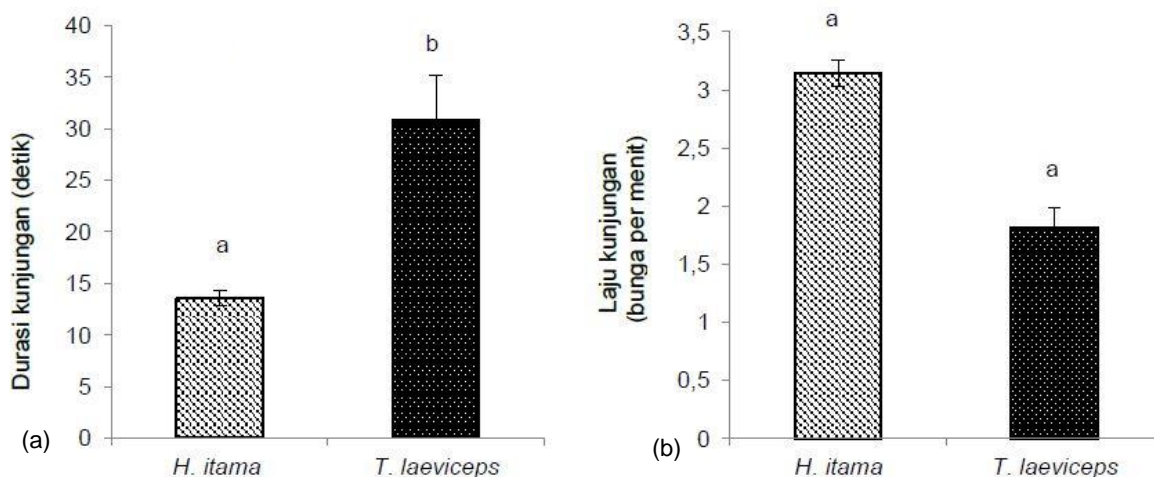 Durasi kunjungan (detik)
40
35
30
25
20
15
10
5
0
a
b
H. itama
T. laeviceps
(a)
Laju kunjungan
(bunga per menit)
3,5
3
2,5
2
1,5
1
0,5
0
a
a
H. itama
T. laeviceps
(b)